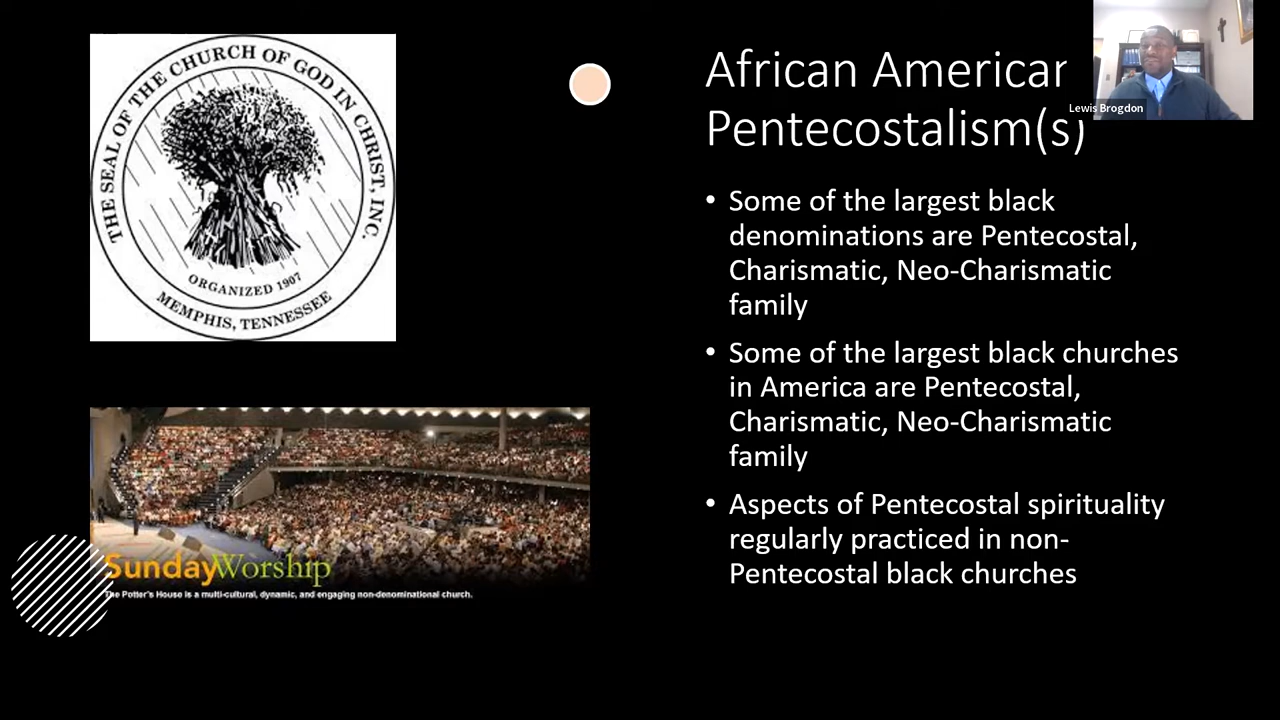 THE SEAL OF THE CHURCH OF GOD IN CHRIST, INC.
ORGANIZED 1907
MEMPHIS, TENNESSEE
African American
Pentecostalism(s)
Lewis Brogdon
• Some of the largest black
denominations are Pentecostal,
Charismatic, Neo-Charismatic
family
• Some of the largest black churches
in America are Pentecostal,
Charismatic, Neo-Charismatic
family
• Aspects of Pentecostal spirituality
regularly practiced in non-
Pentecostal black churches
SundayWorship
The Potter's House is a multi-cultural, dynamic, and engaging non-denominational church.